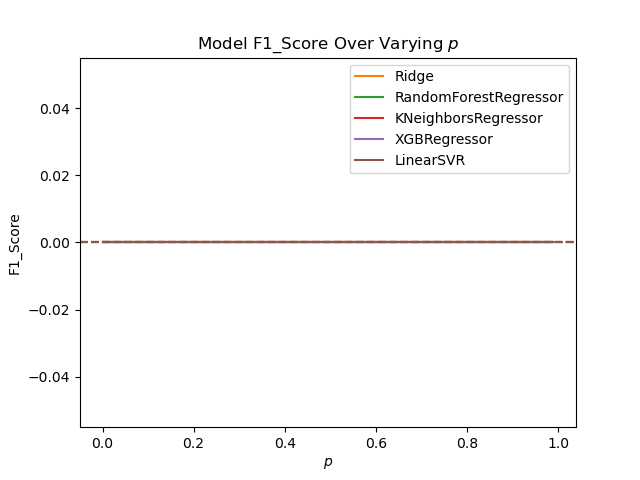 Model F1_Score Over Varying p
Ridge
RandomForestRegressor
KNeighborsRegressor
XGBRegressor
LinearSVR
F1_Score
0.04
0.02
0.00
−0.02
−0.04
0.0 0.2 0.4 0.6 0.8 1.0
p